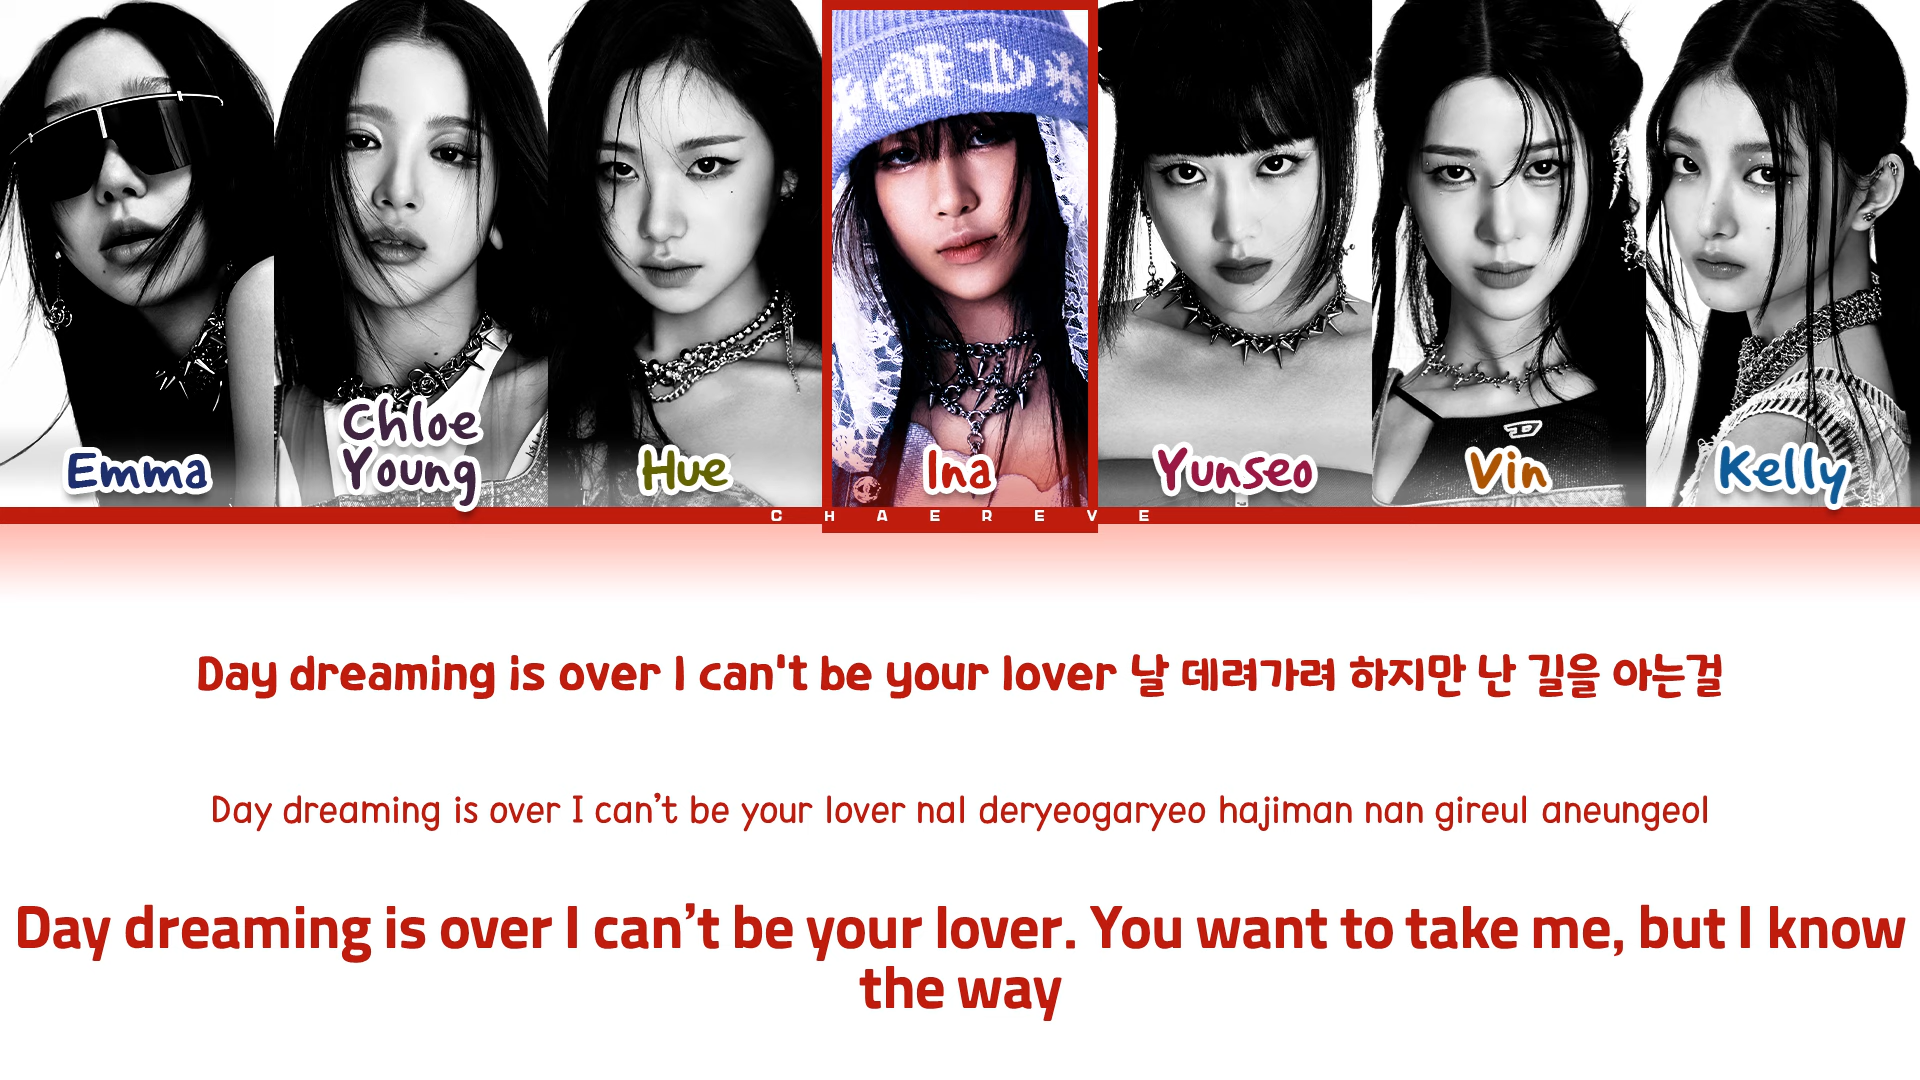 Emma
Chloe
Young
Hue
Ina
Yunseo
Vin
Kelly
CHAEREVE
Day dreaming is over I can't be your lover 날 데려가려 하지만 난 길을 아는걸
Day dreaming is over I can’t be your lover nal deryeogaryeo hajiman nan gireul aneungeol
Day dreaming is over I can’t be your lover. You want to take me, but I know
the way